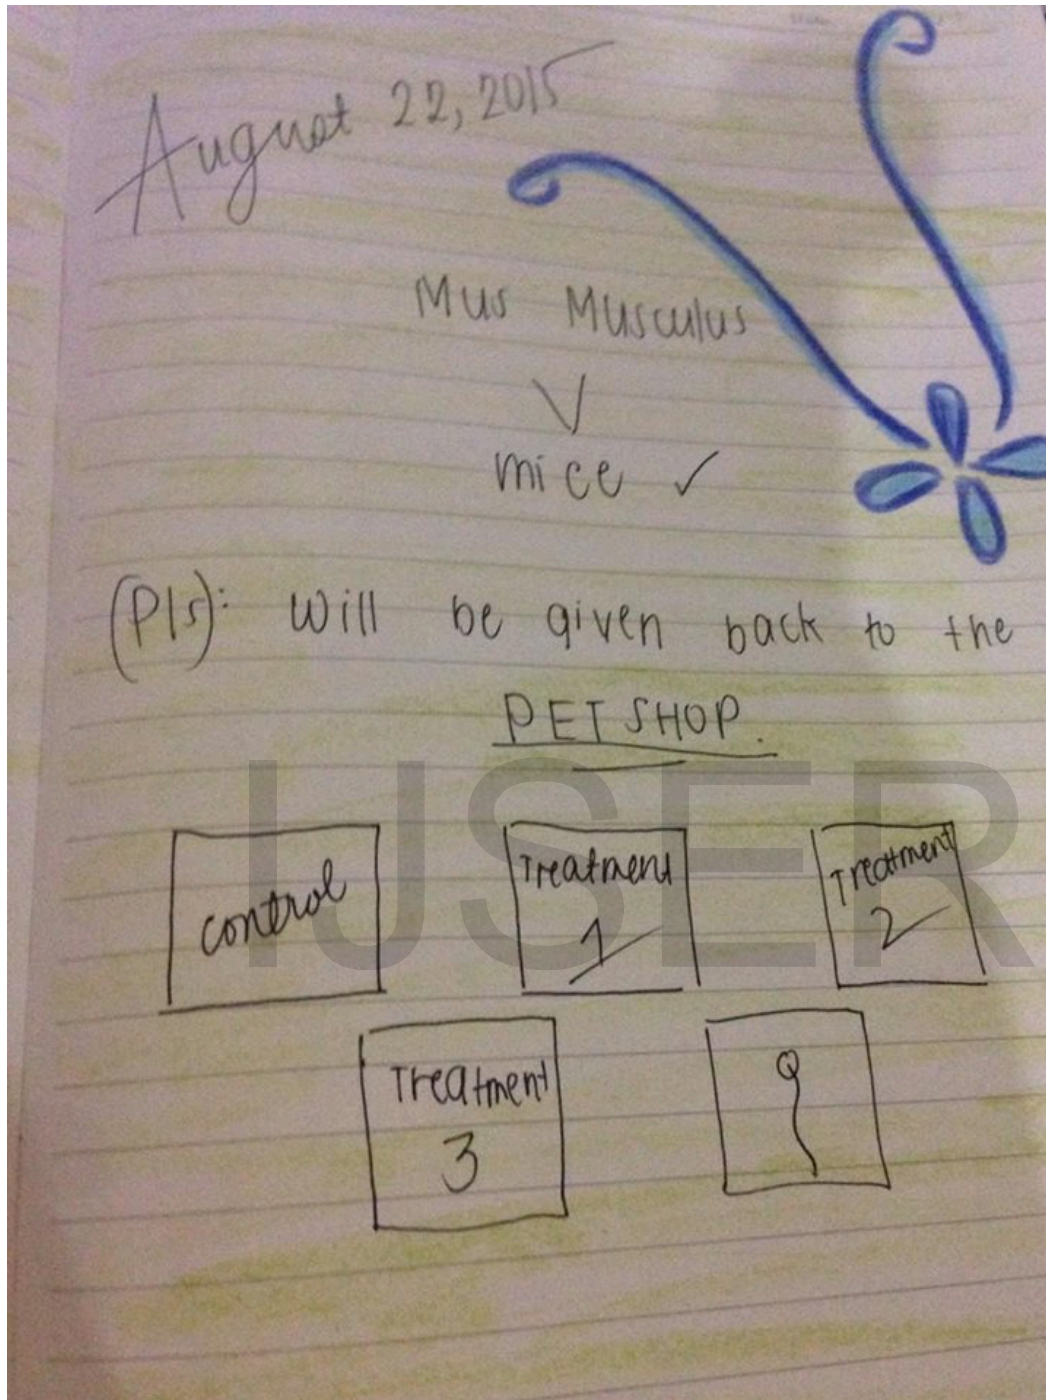 August 22, 2015
Mus Musculus
mice ✓
(Pls): Will be given back to the
PET SHOP.
IJSER
control
Treatment 1
Treatment 2
Treatment 3